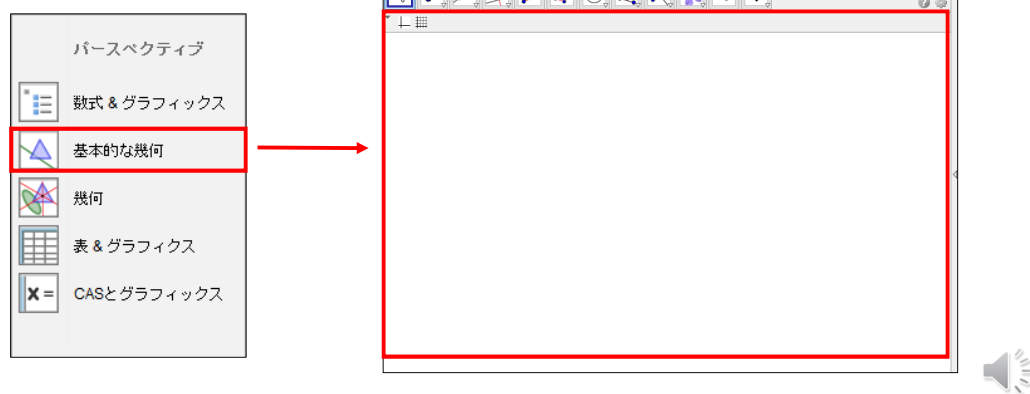 パースペクティブ
数式 & グラフィックス
基本的な幾何
幾何
表 & グラフィクス
X= CASとグラフィックス